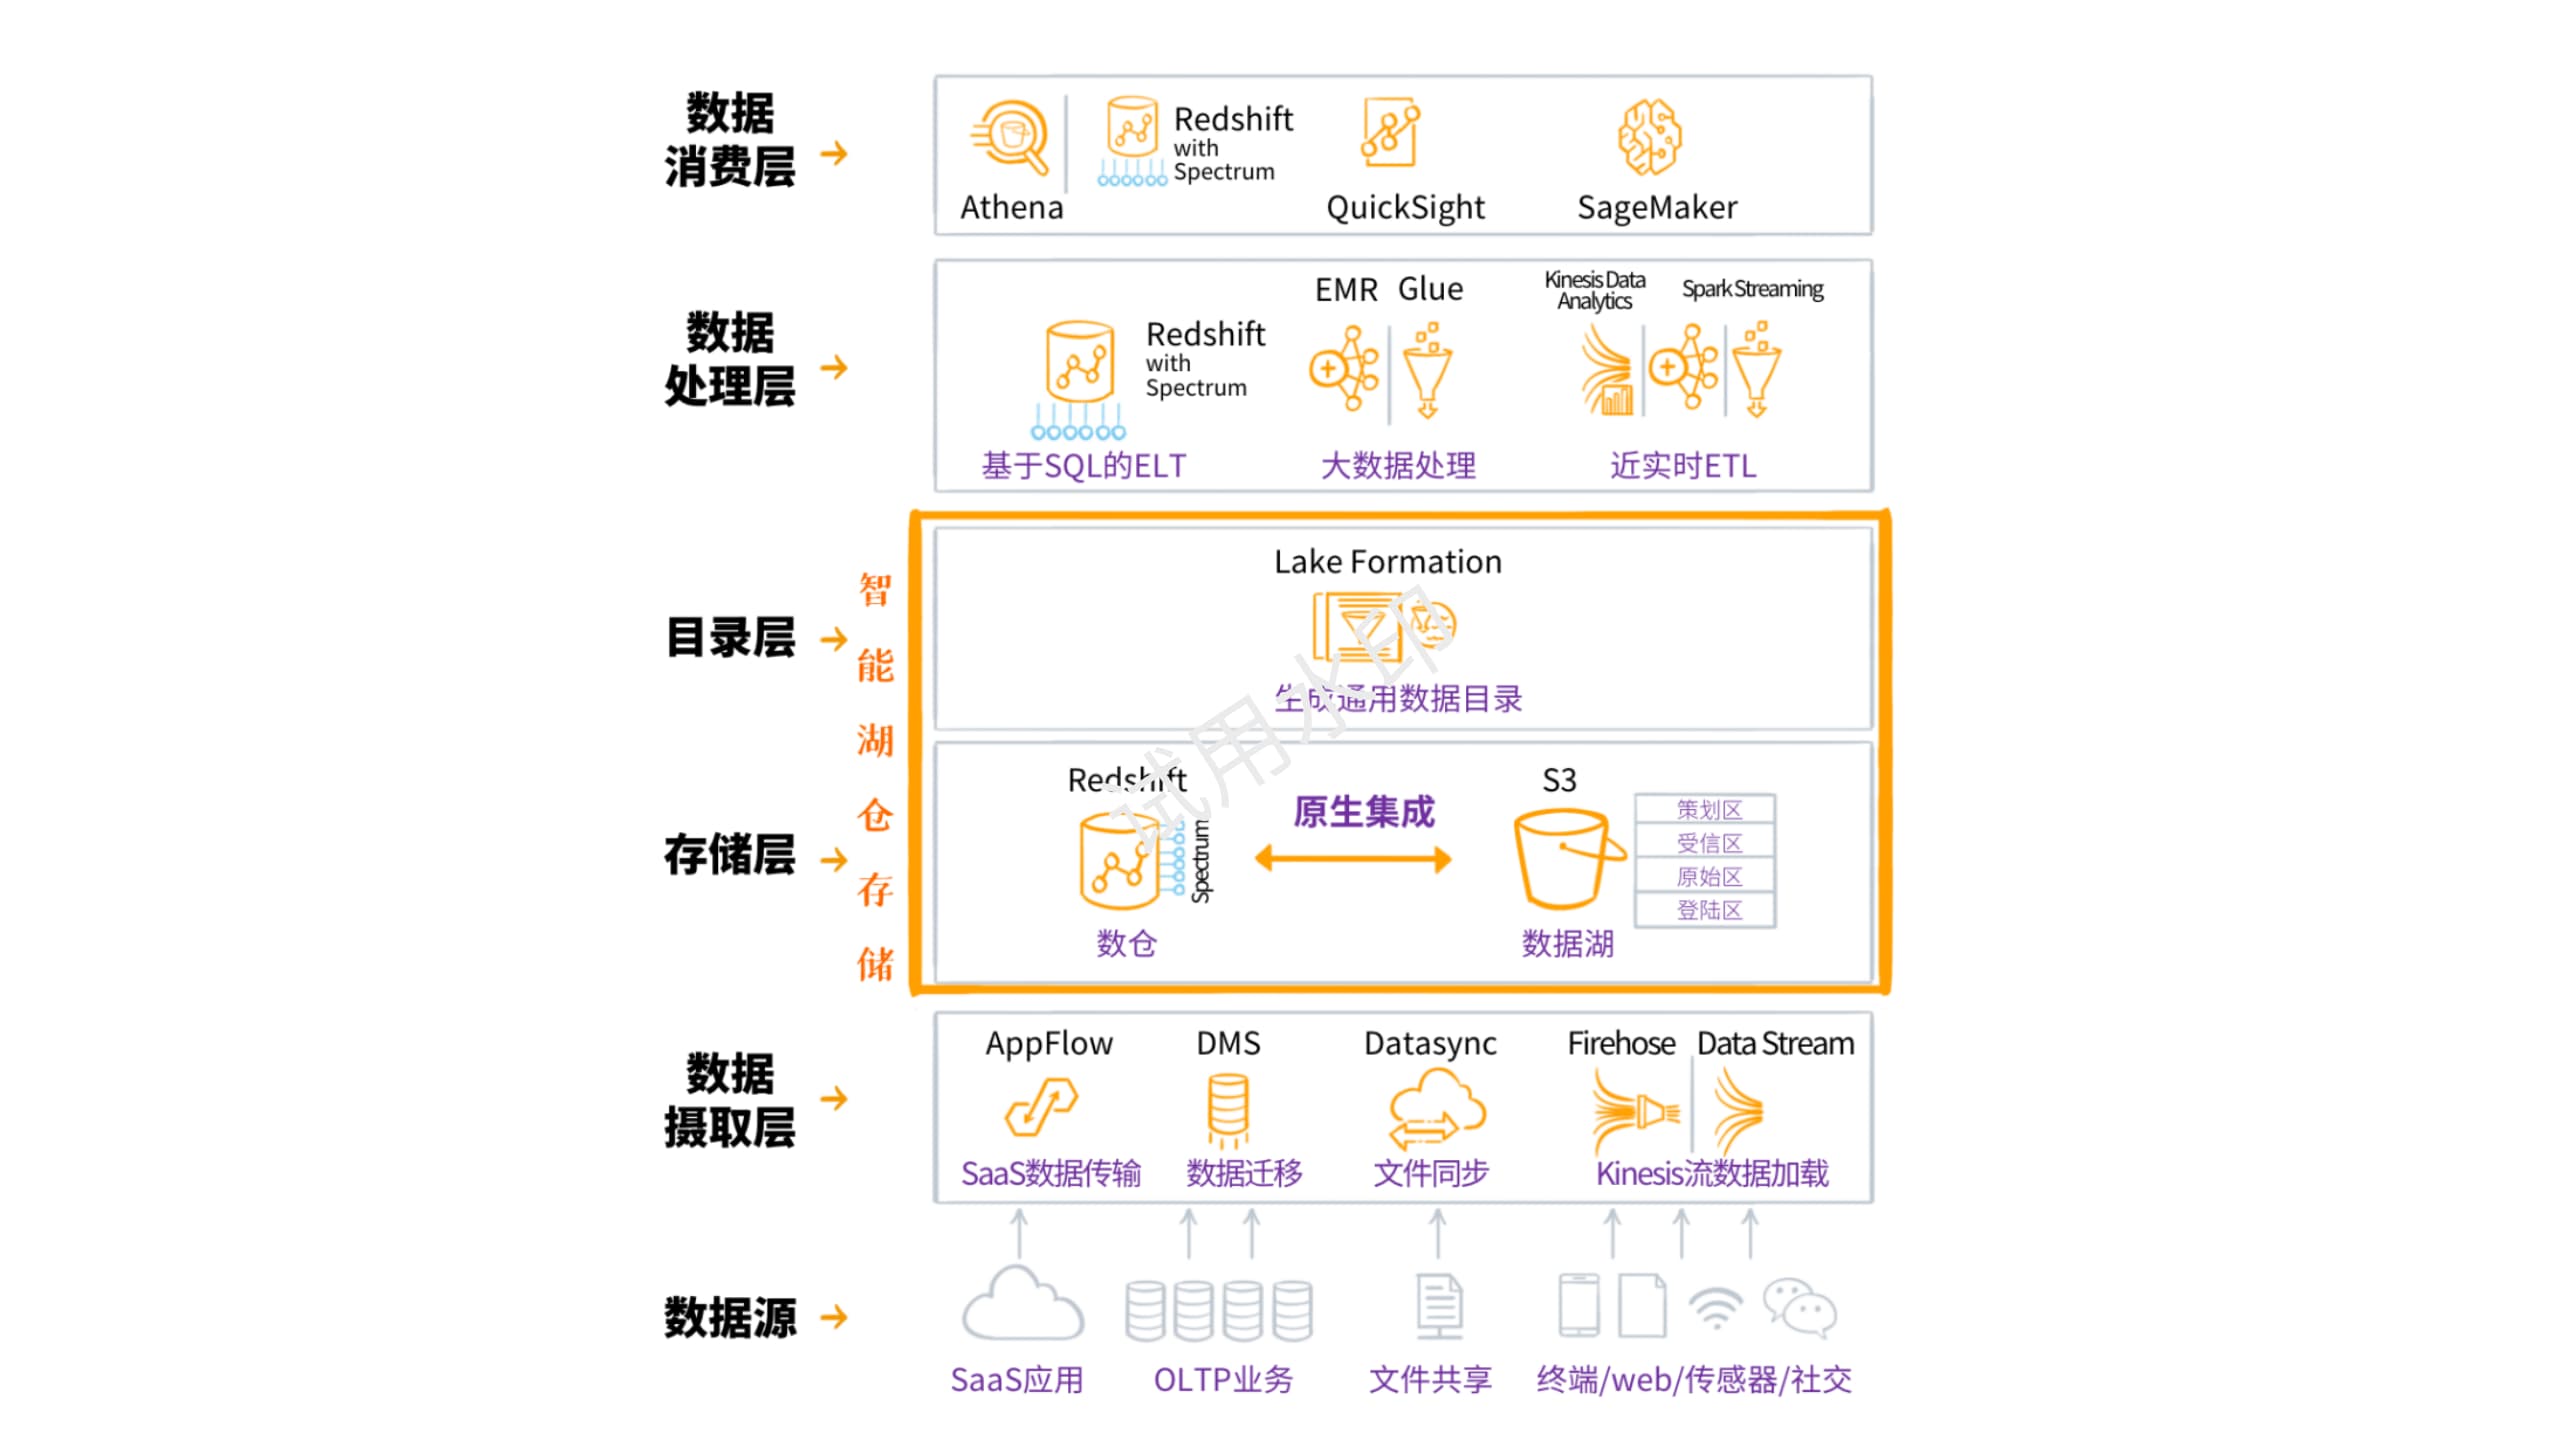 数据
消费层
Athena
Redshift
with
Spectrum
QuickSight
SageMaker
数据
处理层
Redshift
with
Spectrum
基于SQL的ELT
EMR
Glue
大数据处理
Kinesis Data
Analytics
Spark Streaming
近实时ETL
智能湖仓存储
目录层
Lake Formation
生成通用数据目录
存储层
Redshift
Spectrum
数仓
原生集成
S3
策划区
受信区
原始区
登陆区
数据湖
试用水印
数据
摄取层
AppFlow
SaaS数据传输
DMS
数据迁移
Datasync
文件同步
Firehose
Data Stream
Kinesis流数据加载
数据源
SaaS应用
OLTP业务
文件共享
终端/web/传感器/社交